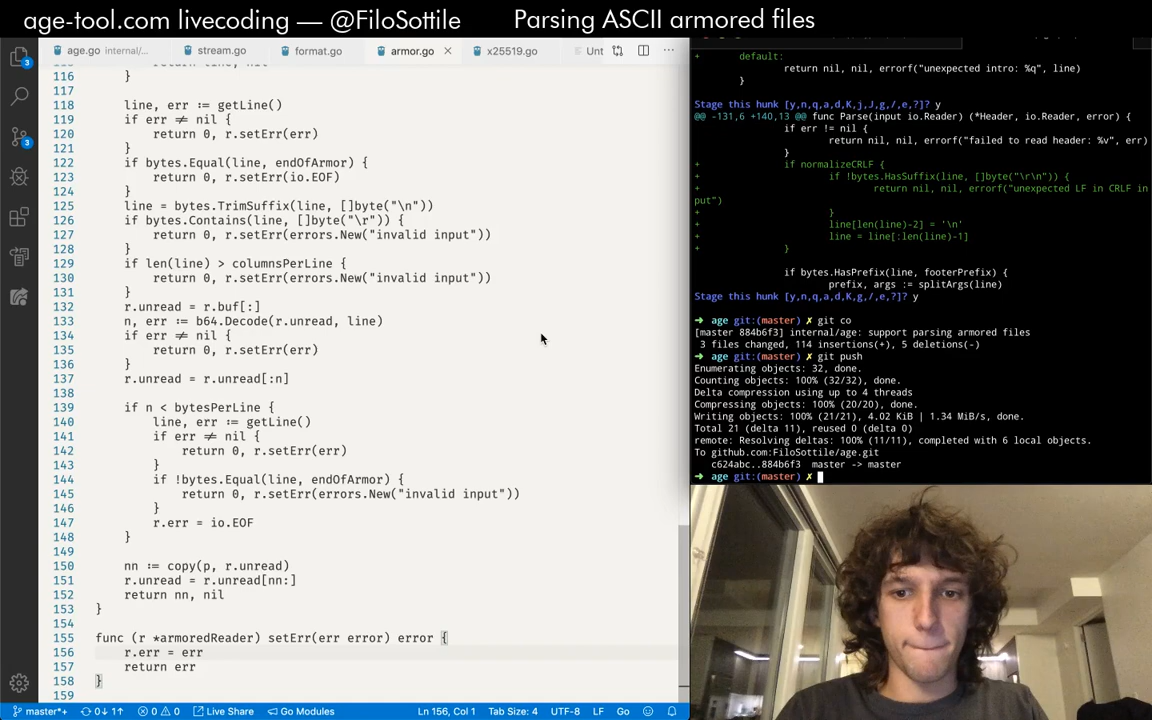 age-tool.com livecoding — @FiloSottile
Parsing ASCII armored files
age.go internal/...
stream.go
format.go
armor.go
x25519.go
Unt
116 }
117
118 line, err := getLine()
119 if err ≠ nil {
120 return 0, r.setErr(err)
121 }
122 if bytes.Equal(line, endOfArmor) {
123 return 0, r.setErr(io.EOF)
124 }
125 line = bytes.TrimSuffix(line, []byte("\n"))
126 if bytes.Contains(line, []byte("\r")) {
127 return 0, r.setErr(errors.New("invalid input"))
128 }
129 if len(line) > columnsPerLine {
130 return 0, r.setErr(errors.New("invalid input"))
131 }
132 r.unread = r.buf[:]
133 n, err := b64.Decode(r.unread, line)
134 if err ≠ nil {
135 return 0, r.setErr(err)
136 }
137 r.unread = r.unread[:n]
138
139 if n < bytesPerLine {
140 line, err := getLine()
141 if err ≠ nil {
142 return 0, r.setErr(err)
143 }
144 if !bytes.Equal(line, endOfArmor) {
145 return 0, r.setErr(errors.New("invalid input"))
146 }
147 r.err = io.EOF
148 }
149
150 nn := copy(p, r.unread)
151 r.unread = r.unread[nn:]
152 return nn, nil
153 }
154
155 func (r *armoredReader) setErr(err error) error {
156 r.err = err
157 return err
158 }
159
3
3
master*+ 0↓ 1↑ 0 0 Live Share Go Modules Ln 156, Col 1 Tab Size: 4 UTF-8 LF Go
+ default:
return nil, nil, errorf("unexpected intro: %q", line)
}
Stage this hunk [y,n,q,a,d,K,j,J,g,/,e,?]? y
@@ -131,6 +140,13 @@ func Parse(input io.Reader) (*Header, io.Reader, error) {
if err != nil {
return nil, nil, errorf("failed to read header: %v", err)
}
+ if normalizeCRLF {
+ if !bytes.HasSuffix(line, []byte("\r\n")) {
+ return nil, nil, errorf("unexpected LF in CRLF in
put")
+ }
+ line[len(line)-2] = '\n'
+ line = line[:len(line)-1]
+ }
if bytes.HasPrefix(line, footerPrefix) {
prefix, args := splitArgs(line)
Stage this hunk [y,n,q,a,d,K,g,/,e,?]? y
➜ age git:(master) ✗ git co
[master 884b6f3] internal/age: support parsing armored files
3 files changed, 114 insertions(+), 5 deletions(-)
➜ age git:(master) ✗ git push
Enumerating objects: 32, done.
Counting objects: 100% (32/32), done.
Delta compression using up to 4 threads
Compressing objects: 100% (20/20), done.
Writing objects: 100% (21/21), 4.02 KiB | 1.34 MiB/s, done.
Total 21 (delta 11), reused 0 (delta 0)
remote: Resolving deltas: 100% (11/11), completed with 6 local objects.
To github.com:FiloSottile/age.git
c624abc..884b6f3 master -> master
➜ age git:(master) ✗